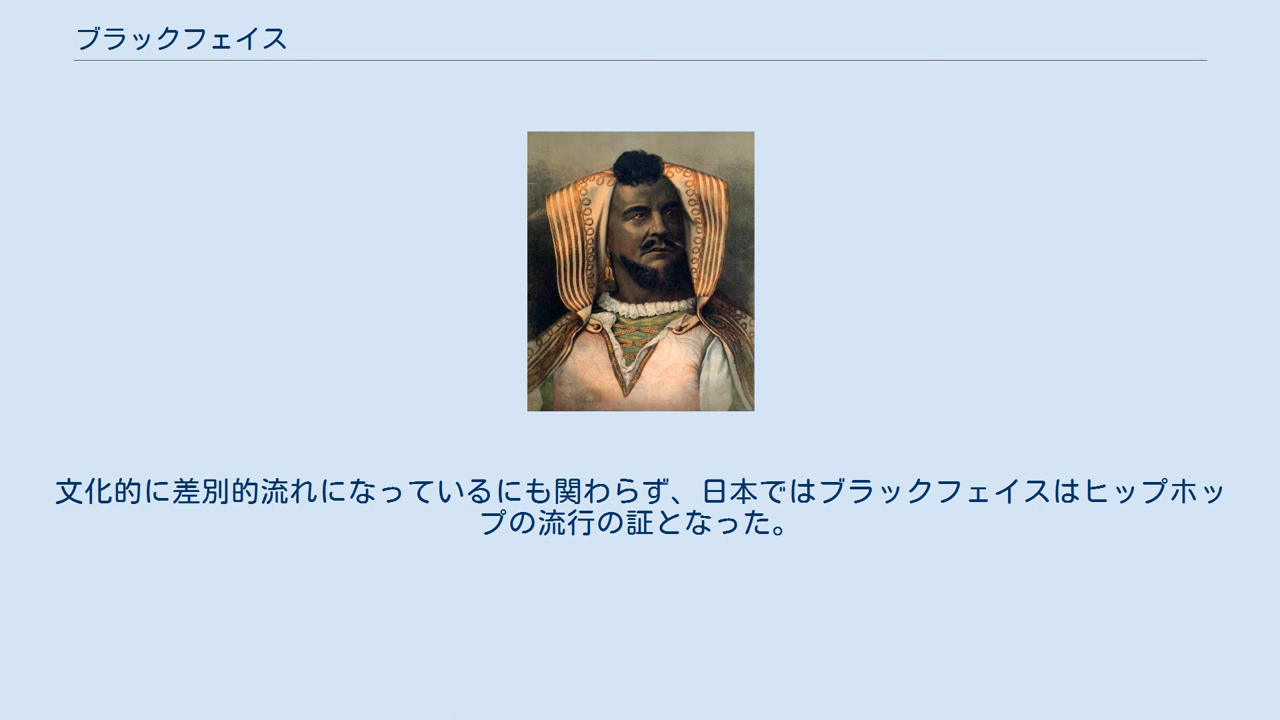 ブラックフェイス
文化的に差別的流れになっているにも関わらず、日本ではブラックフェイスはヒップホッ
プの流行の証となった。